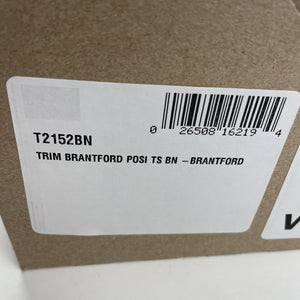 0 26508 16219 4
T2152BN
TRIM BRANTFORD POSI TS BN –BRANTFORD